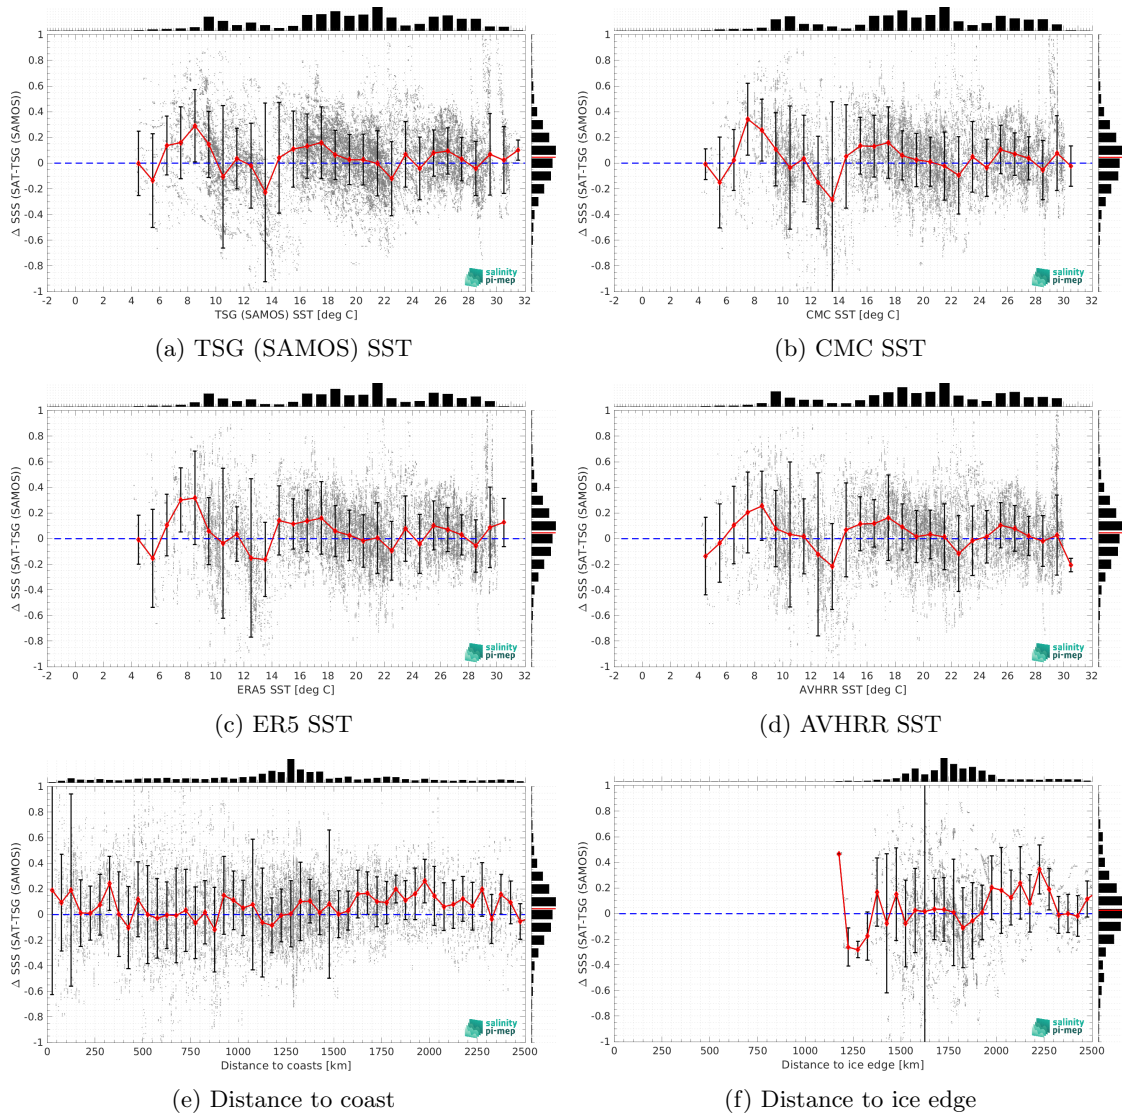 1
0.8
0.6
0.4
0.2
0
-0.2
-0.4
-0.6
-0.8
-1
Δ SSS (SAT-TSG (SAMOS))
salinity
pi-mep
-2 0 2 4 6 8 10 12 14 16 18 20 22 24 26 28 30 32
TSG (SAMOS) SST [deg C]
(a) TSG (SAMOS) SST
1
0.8
0.6
0.4
0.2
0
-0.2
-0.4
-0.6
-0.8
-1
Δ SSS (SAT-TSG (SAMOS))
salinity
pi-mep
-2 0 2 4 6 8 10 12 14 16 18 20 22 24 26 28 30 32
CMC SST [deg C]
(b) CMC SST
1
0.8
0.6
0.4
0.2
0
-0.2
-0.4
-0.6
-0.8
-1
Δ SSS (SAT-TSG (SAMOS))
salinity
pi-mep
-2 0 2 4 6 8 10 12 14 16 18 20 22 24 26 28 30 32
ERA5 SST [deg C]
(c) ER5 SST
1
0.8
0.6
0.4
0.2
0
-0.2
-0.4
-0.6
-0.8
-1
Δ SSS (SAT-TSG (SAMOS))
salinity
pi-mep
-2 0 2 4 6 8 10 12 14 16 18 20 22 24 26 28 30 32
AVHRR SST [deg C]
(d) AVHRR SST
1
0.8
0.6
0.4
0.2
0
-0.2
-0.4
-0.6
-0.8
-1
Δ SSS (SAT-TSG (SAMOS))
salinity
pi-mep
250 500 750 1000 1250 1500 1750 2000 2250 2500
Distance to coasts [km]
(e) Distance to coast
1
0.8
0.6
0.4
0.2
0
-0.2
-0.4
-0.6
-0.8
-1
Δ SSS (SAT-TSG (SAMOS))
salinity
pi-mep
0 250 500 750 1000 1250 1500 1750 2000 2250 2500
Distance to ice edge [km]
(f) Distance to ice edge